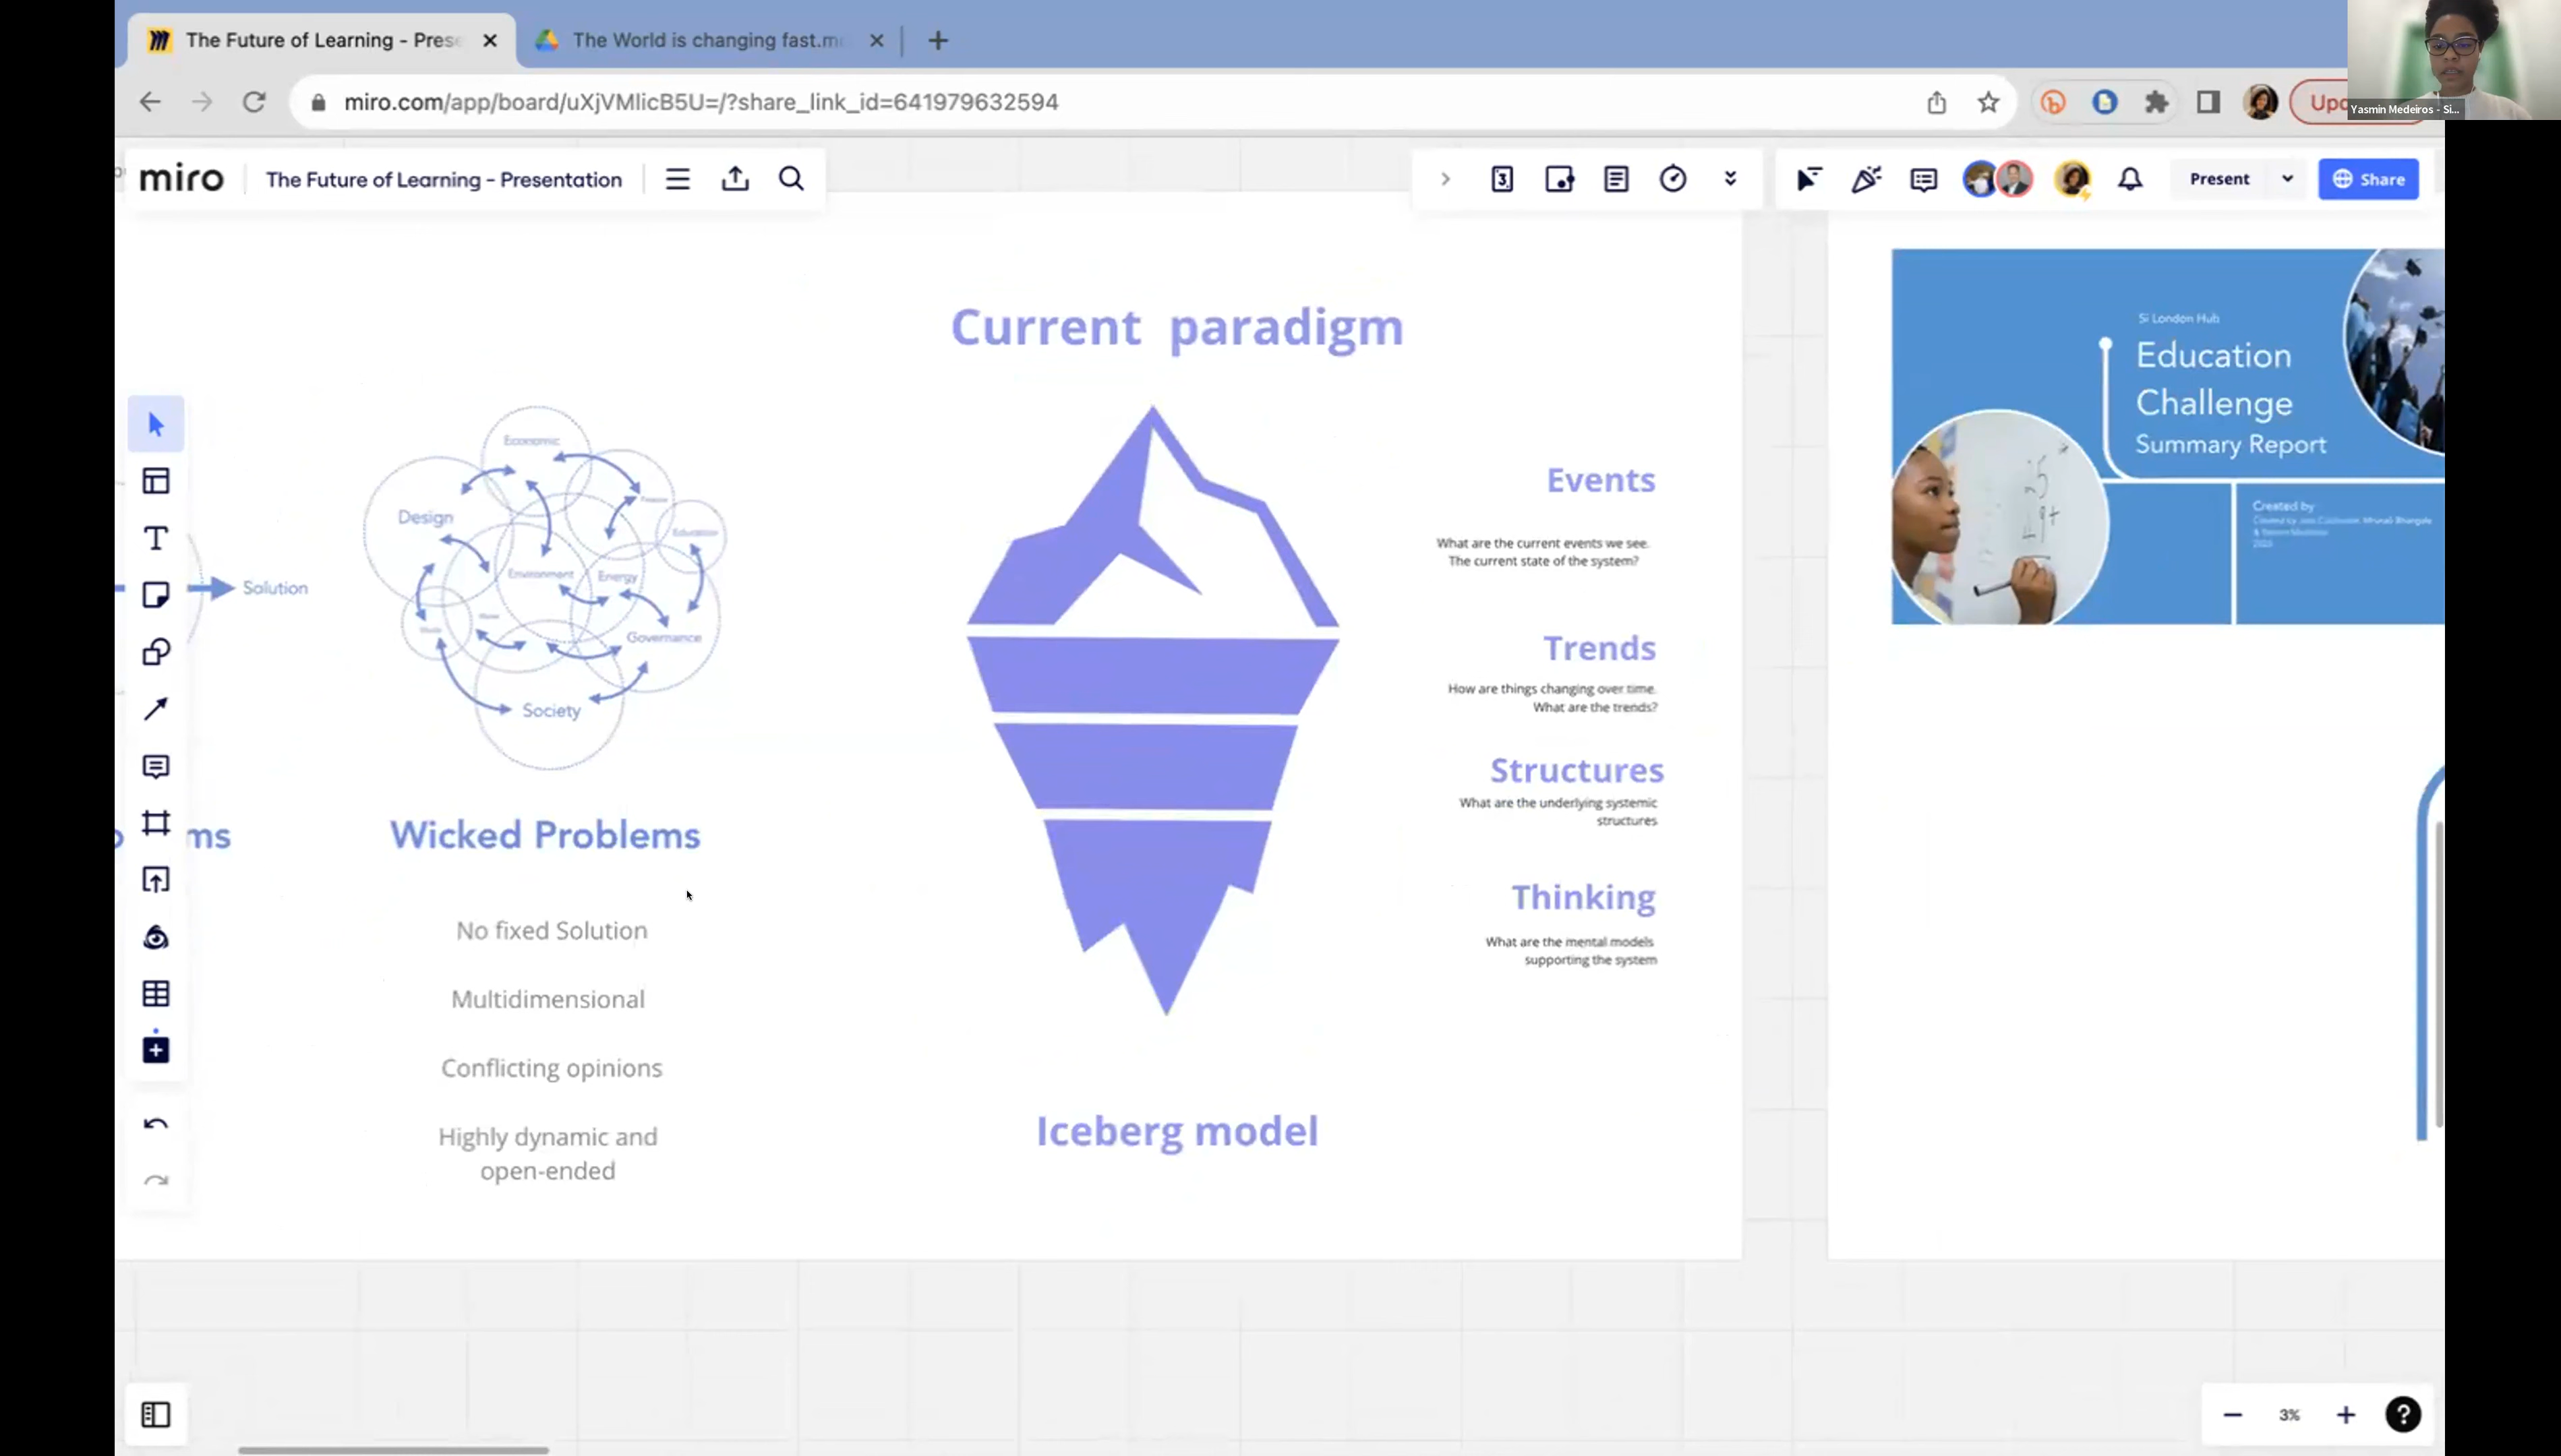 The Future of Learning - Prese
The World is changing fast.m
miro.com/app/board/uXjVMlicB5U=/?share_link_id=641979632594
Yasmin Medeiros - Si...
miro
The Future of Learning - Presentation
3
Present
Share
Current paradigm
Economic
Design
Finance
Education
Environment
Energy
Water
Governance
Society
Solution
ms
Wicked Problems
No fixed Solution
Multidimensional
Conflicting opinions
Highly dynamic and
open-ended
Iceberg model
Events
What are the current events we see.
The current state of the system?
Trends
How are things changing over time.
What are the trends?
Structures
What are the underlying systemic
structures
Thinking
What are the mental models
supporting the system
Si London Hub
Education
Challenge
Summary Report
Created by
3%